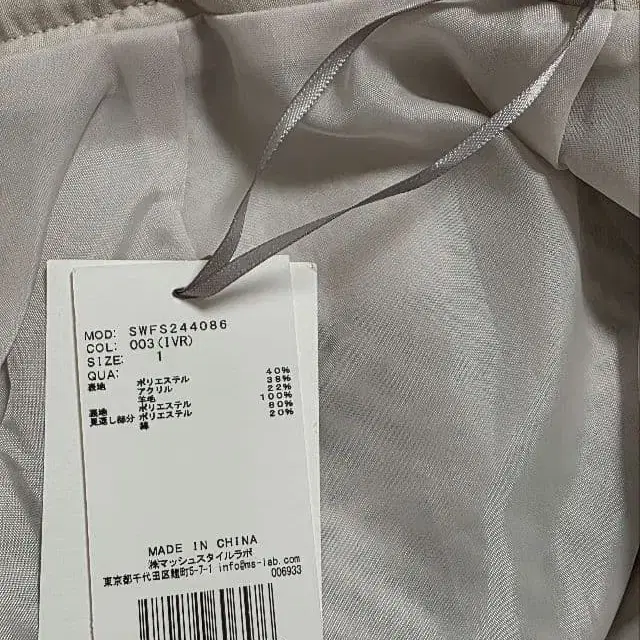 MOD: SWFS244086
COL: 003(IVR)
SIZE: 1
QUA:
表地 ポリエステル 40%
アクリル 38%
羊毛 22%
裏地 ポリエステル 100%
見返し部分 ポリエステル 80%
綿 20%
MADE IN CHINA
㈱マッシュスタイルラボ
東京都千代田区麹町5-7-1 info@ms-lab.com
006933